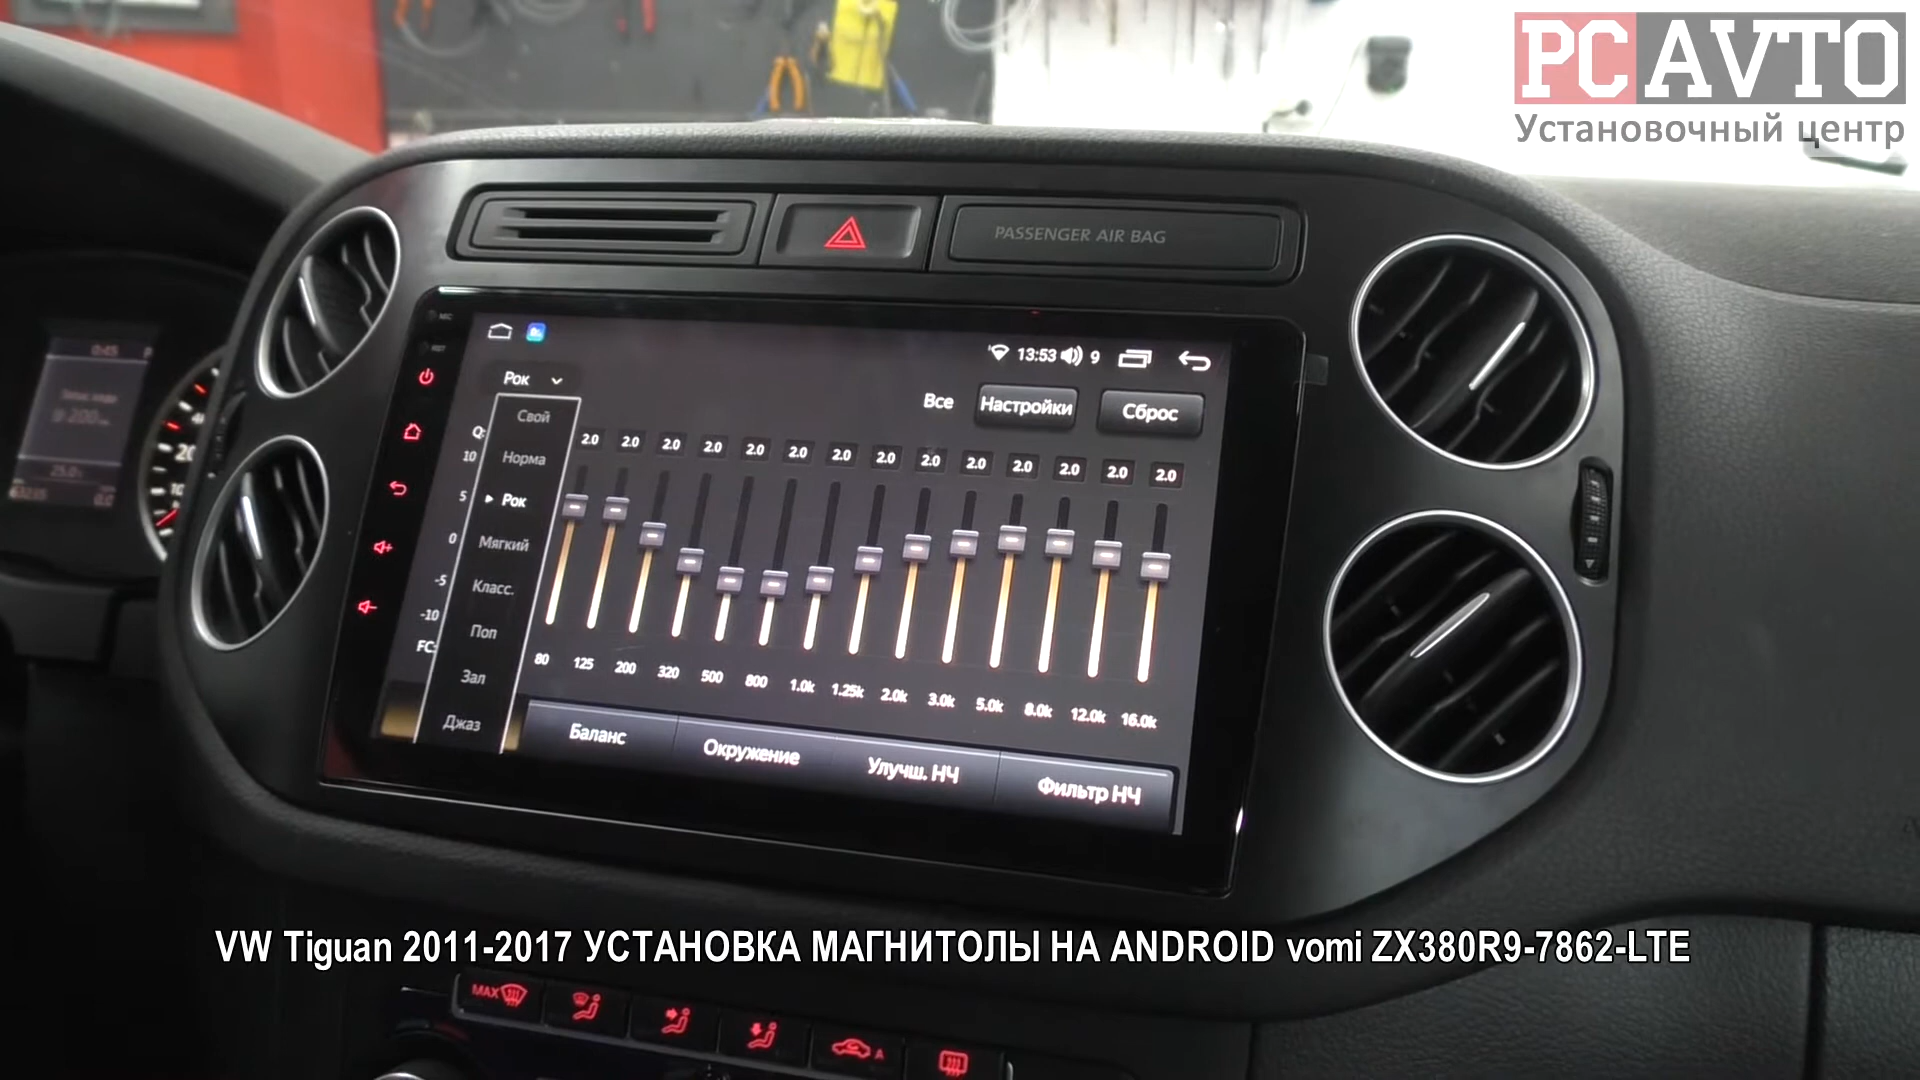 PC AVTO
Установочный центр
PASSENGER AIR BAG
MIC
RST
13:53 9
Рок
Все Настройки Сброс
Свой
Норма
Рок
Мягкий
Класс.
Поп
Зал
Джаз
Q: 2.0 2.0 2.0 2.0 2.0 2.0 2.0 2.0 2.0 2.0 2.0 2.0 2.0 2.0
10
5
0
-5
-10
FC: 80 125 200 320 500 800 1.0k 1.25k 2.0k 3.0k 5.0k 8.0k 12.0k 16.0k
Баланс Окружение Улучш. НЧ Фильтр НЧ
VW Tiguan 2011-2017 УСТАНОВКА МАГНИТОЛЫ НА ANDROID vomi ZX380R9-7862-LTE
MAX
A